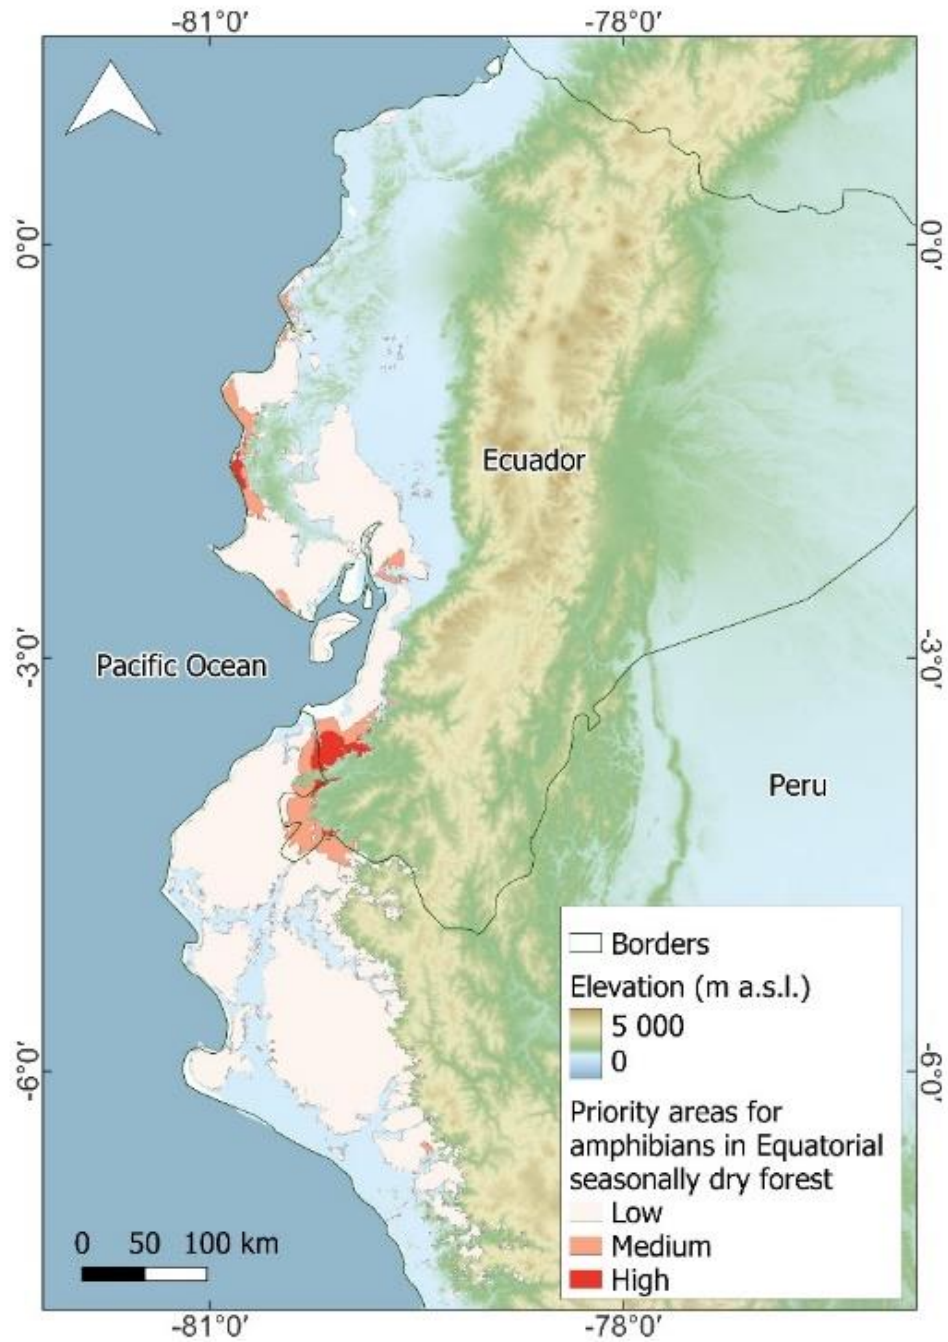 -81°0′ -78°0′
0°0′ 0°0′
Ecuador
-3°0′ -3°0′
Pacific Ocean
Peru
Borders
Elevation (m a.s.l.)
5 000
0
-6°0′ -6°0′
Priority areas for
amphibians in Equatorial
seasonally dry forest
Low
Medium
High
0 50 100 km
-81°0′ -78°0′